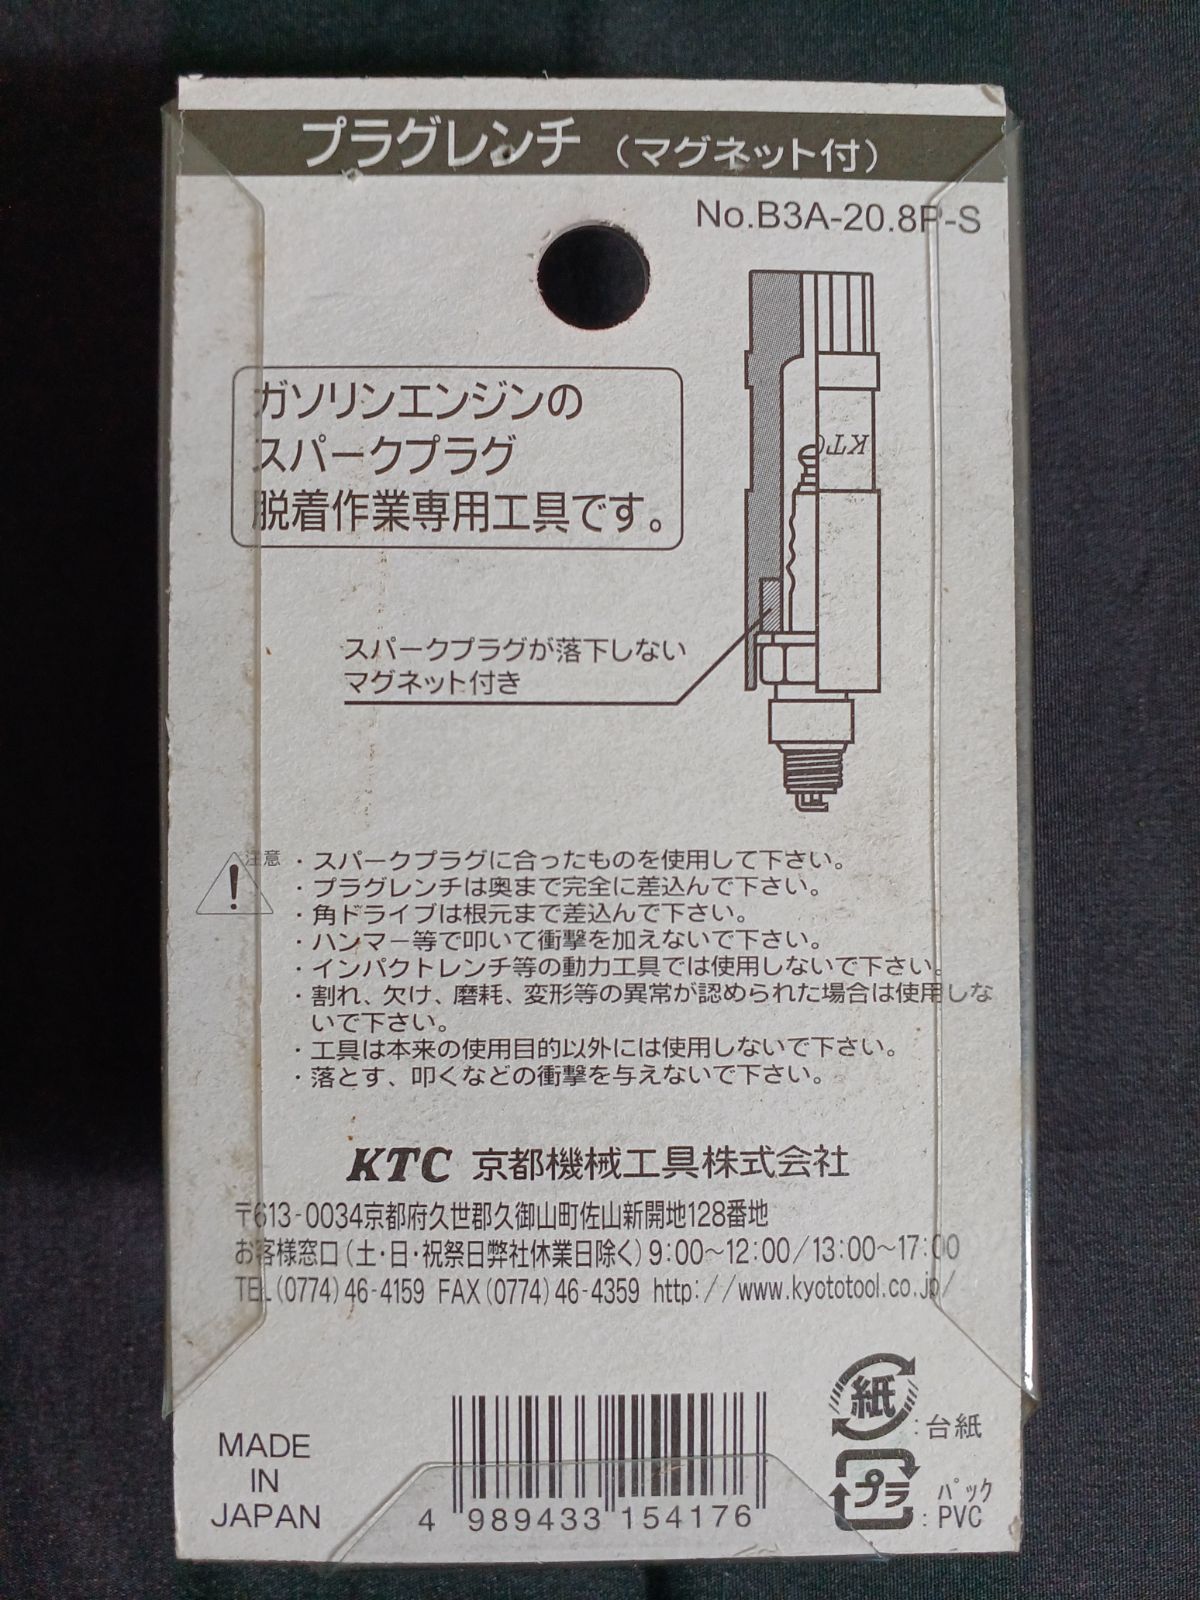 プラグレンチ（マグネット付）
No.B3A-20.8P-S
ガソリンエンジンの
スパークプラグ
脱着作業専用工具です。
KTC
スパークプラグが落下しない
マグネット付き
注意
・スパークプラグに合ったものを使用して下さい。
・プラグレンチは奥まで完全に差込んで下さい。
・角ドライブは根元まで差込んで下さい。
・ハンマー等で叩いて衝撃を加えないで下さい。
・インパクトレンチ等の動力工具では使用しないで下さい。
・割れ、欠け、磨耗、変形等の異常が認められた場合は使用しな
いで下さい。
・工具は本来の使用目的以外には使用しないで下さい。
・落とす、叩くなどの衝撃を与えないで下さい。
KTC 京都機械工具株式会社
〒613-0034京都府久世郡久御山町佐山新開地128番地
お客様窓口(土・日・祝祭日弊社休業日除く)9:00～12:00/13:00～17:00
TEL(0774)46-4159 FAX(0774)46-4359 http://www.kyototool.co.jp/
MADE
IN
JAPAN
4 989433 154176
紙
:台紙
プラ
パック
:PVC